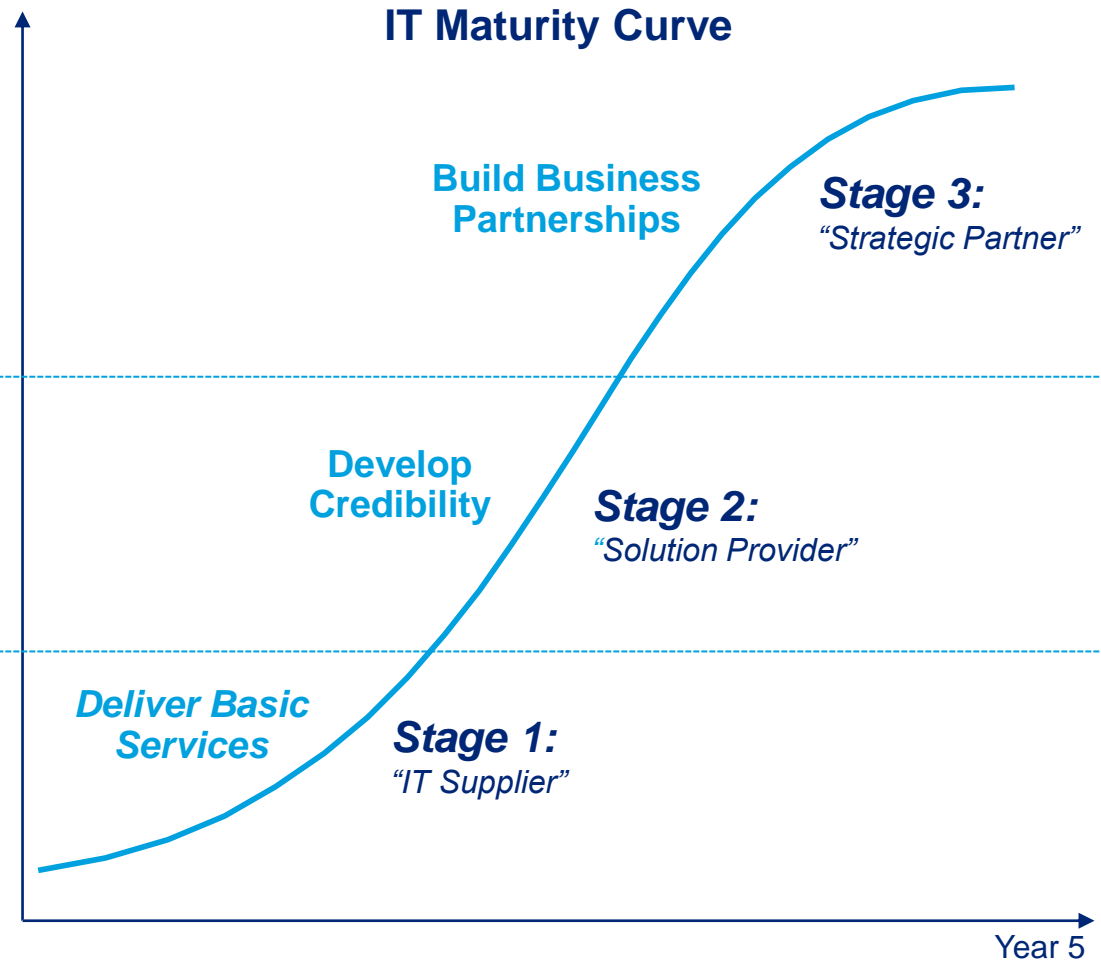 IT Maturity Curve
Build Business
Partnerships
Stage 3:
“Strategic Partner”
Develop
Credibility
Stage 2:
“Solution Provider”
Deliver Basic
Services
Stage 1:
“IT Supplier”
Year 5